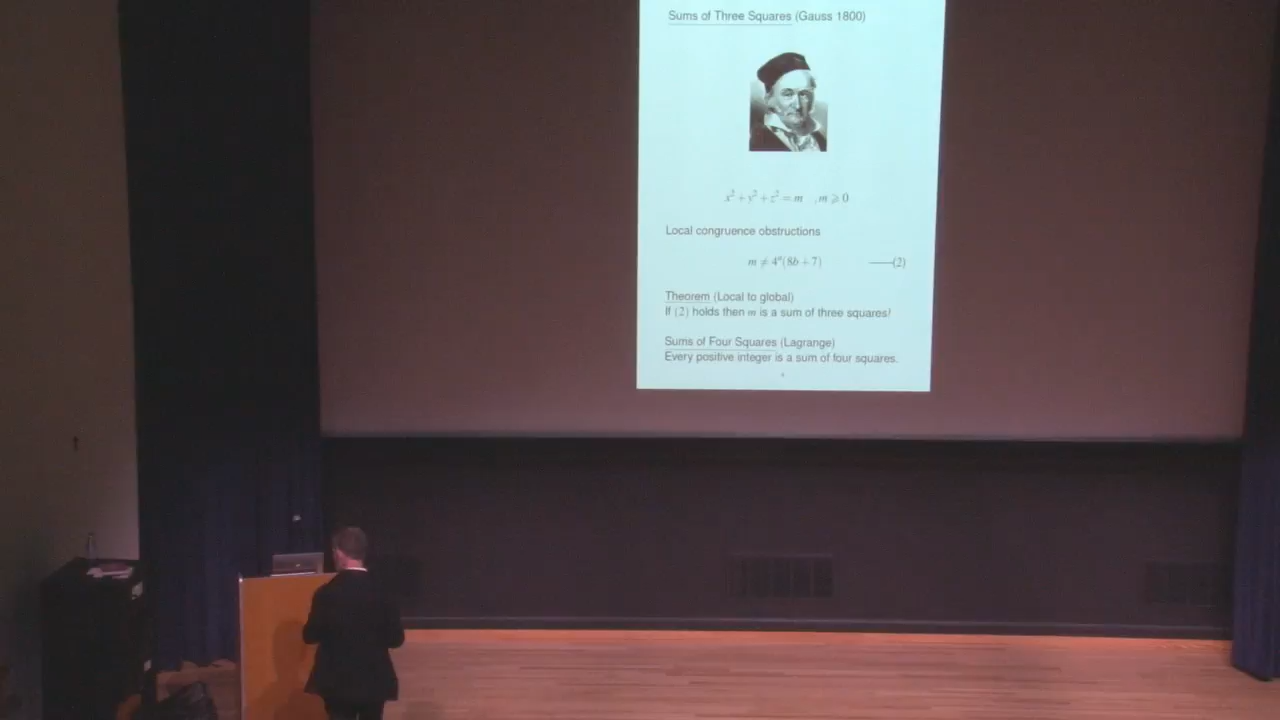 Sums of Three Squares (Gauss 1800)
x² + y² + z² = m , m ⩾ 0
Local congruence obstructions
m ≠ 4ᵃ(8b + 7) ——(2)
Theorem (Local to global)
If (2) holds then m is a sum of three squares!
Sums of Four Squares (Lagrange)
Every positive integer is a sum of four squares.